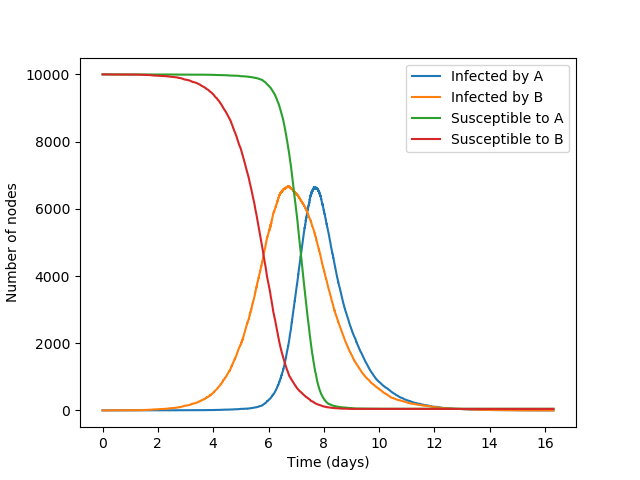 Infected by A
Infected by B
Susceptible to A
Susceptible to B
Number of nodes
10000
8000
6000
4000
2000
0
0 2 4 6 8 10 12 14 16
Time (days)